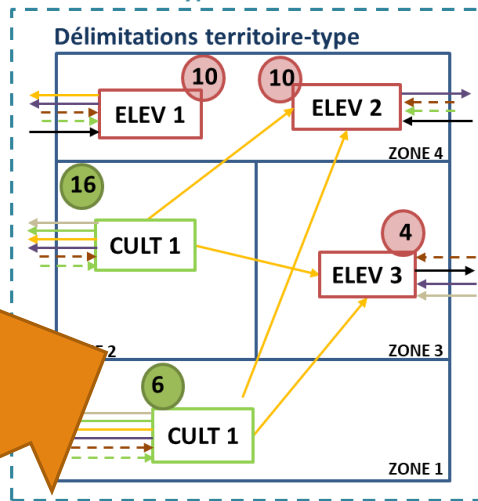 Délimitations territoire-type
10
10
ELEV 1
ELEV 2
ZONE 4
16
CULT 1
4
ELEV 3
2
ZONE 3
6
CULT 1
ZONE 1